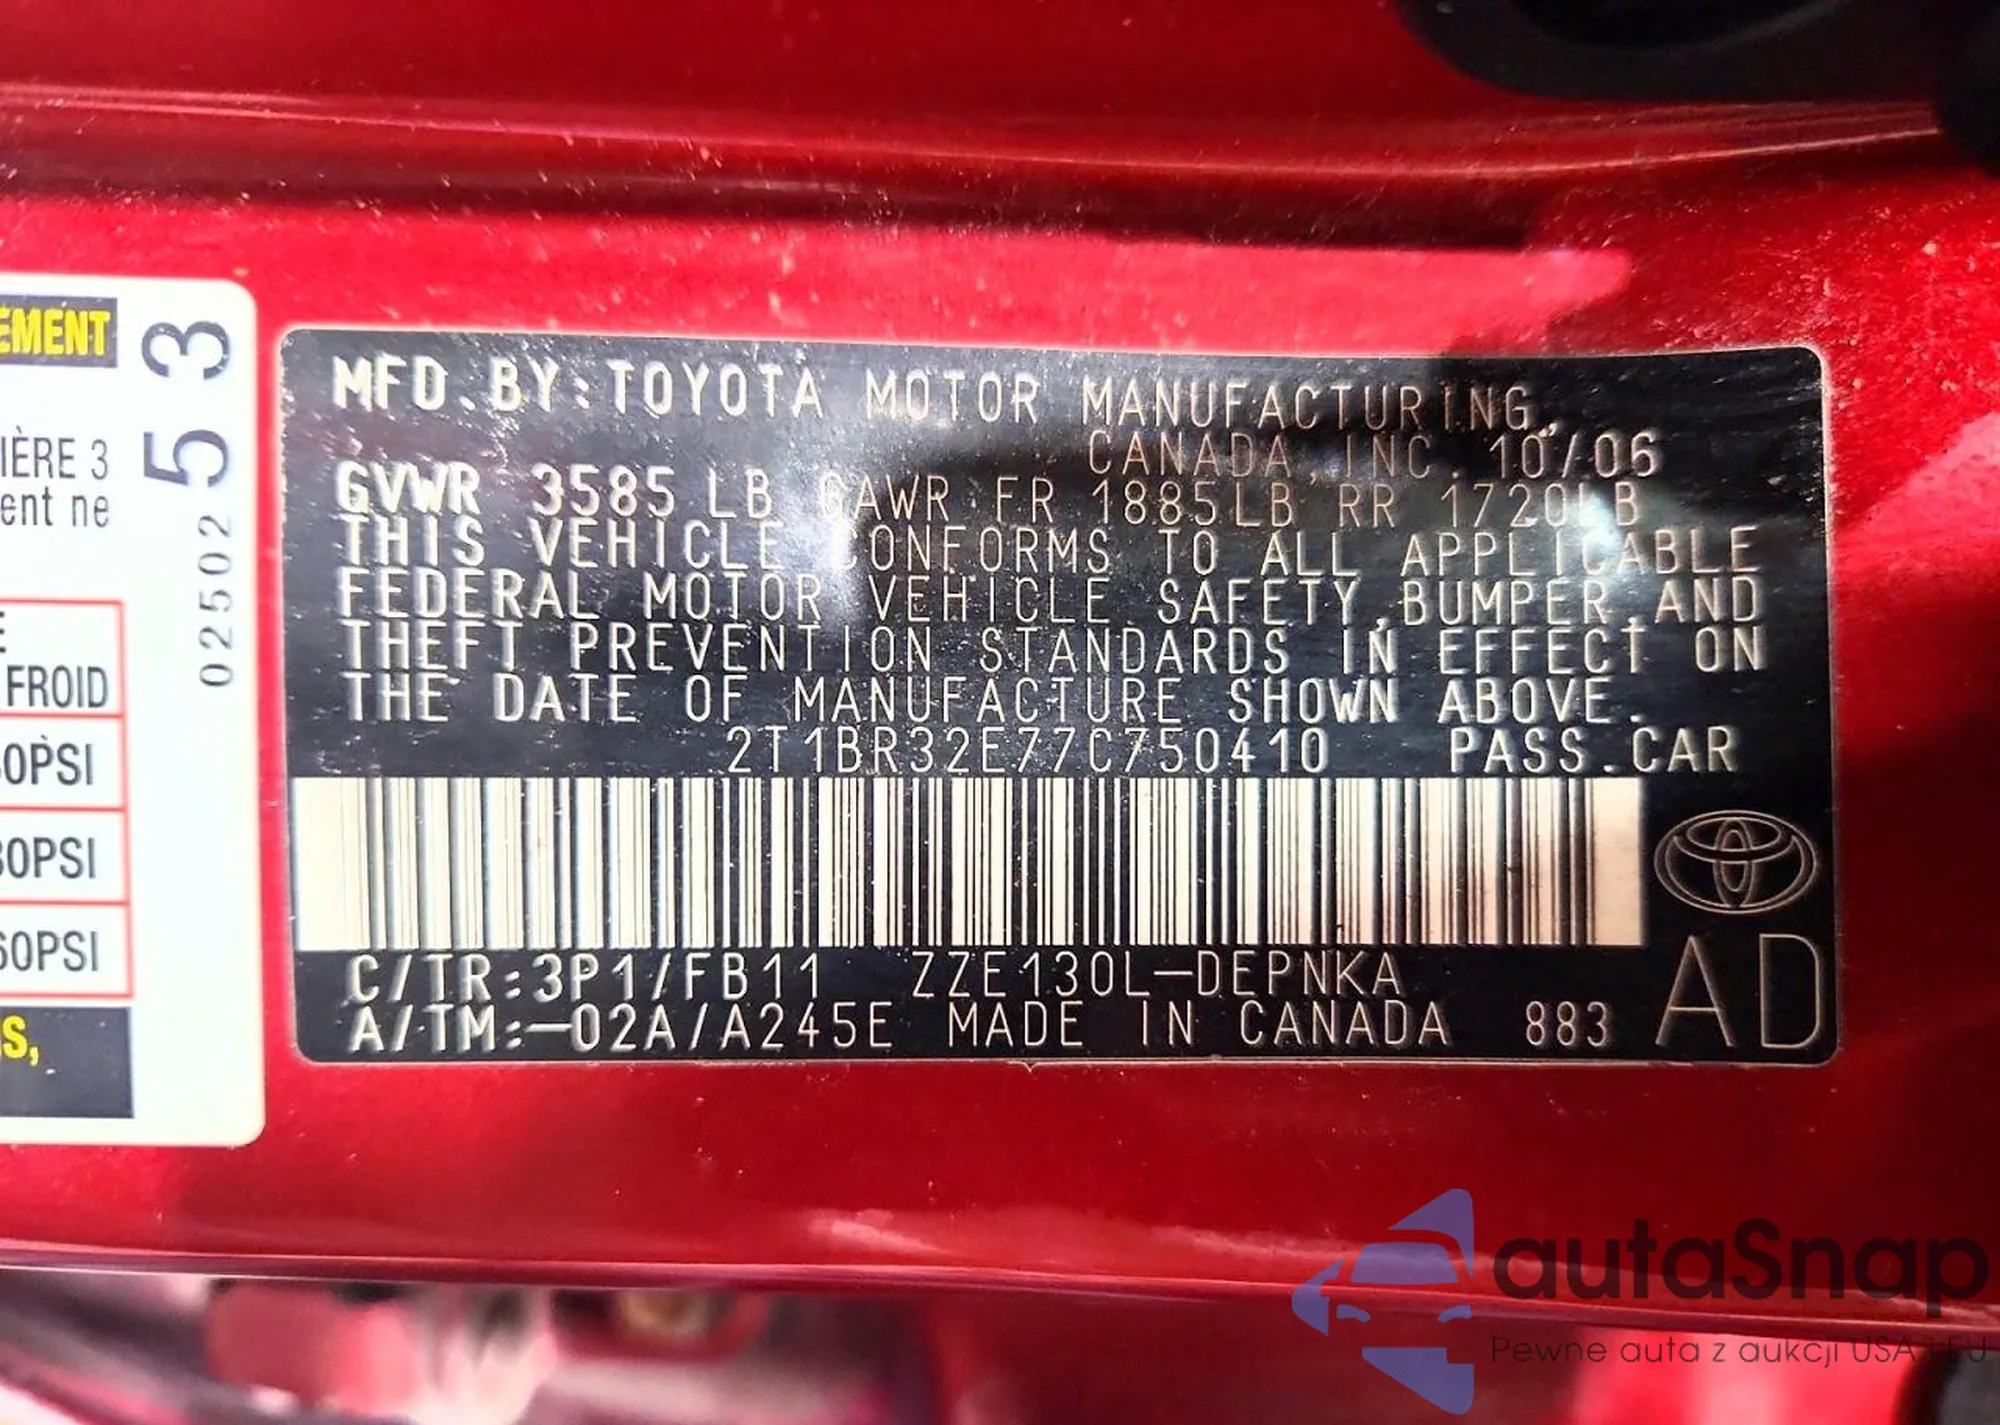 EMENT
IÈRE 3
ent ne
E
FROID
0PSI
30PSI
60PSI
S,
02502 53
MFD.BY:TOYOTA MOTOR MANUFACTURING,
CANADA,INC. 10/06
GVWR 3585 LB GAWR FR 1885LB RR 1720LB
THIS VEHICLE CONFORMS TO ALL APPLICABLE
FEDERAL MOTOR VEHICLE SAFETY,BUMPER,AND
THEFT PREVENTION STANDARDS IN EFFECT ON
THE DATE OF MANUFACTURE SHOWN ABOVE.
2T1BR32E77C750410 PASS.CAR
C/TR:3P1/FB11 ZZE130L-DEPNKA
A/TM:-02A/A245E MADE IN CANADA 883
AD
autaSnap
Pewne auta z aukcji USA i EU